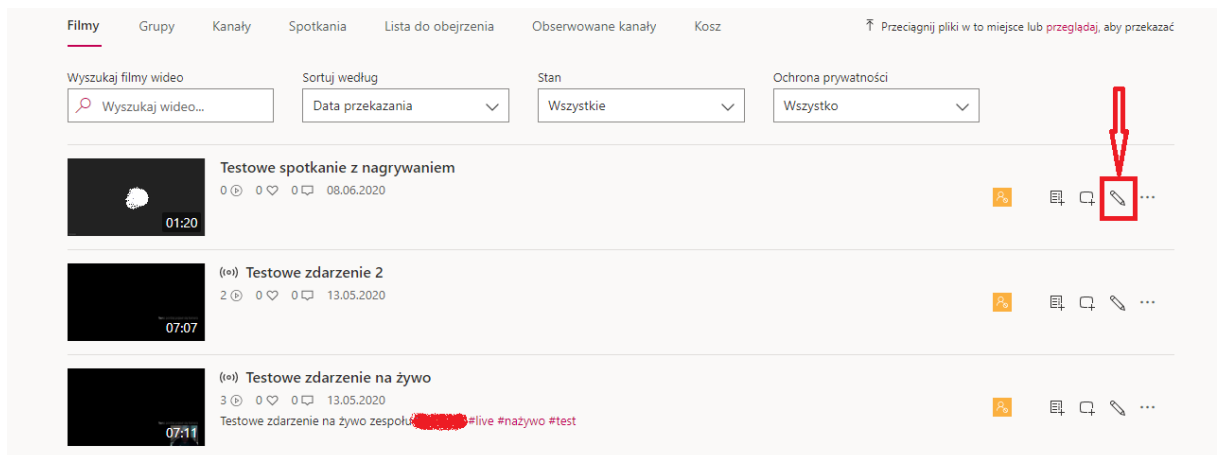 Filmy Grupy Kanały Spotkania Lista do obejrzenia Obserwowane kanały Kosz Przeciągnij pliki w to miejsce lub przeglądaj, aby przekazać
Wyszukaj filmy wideo Sortuj według Stan Ochrona prywatności
Wyszukaj wideo... Data przekazania Wszystkie Wszystko
Testowe spotkanie z nagrywaniem
0 0 0 08.06.2020
01:20
Testowe zdarzenie 2
2 0 0 13.05.2020
07:07
Testowe zdarzenie na żywo
3 0 0 13.05.2020
Testowe zdarzenie na żywo zespołu #live #nażywo #test
07:11